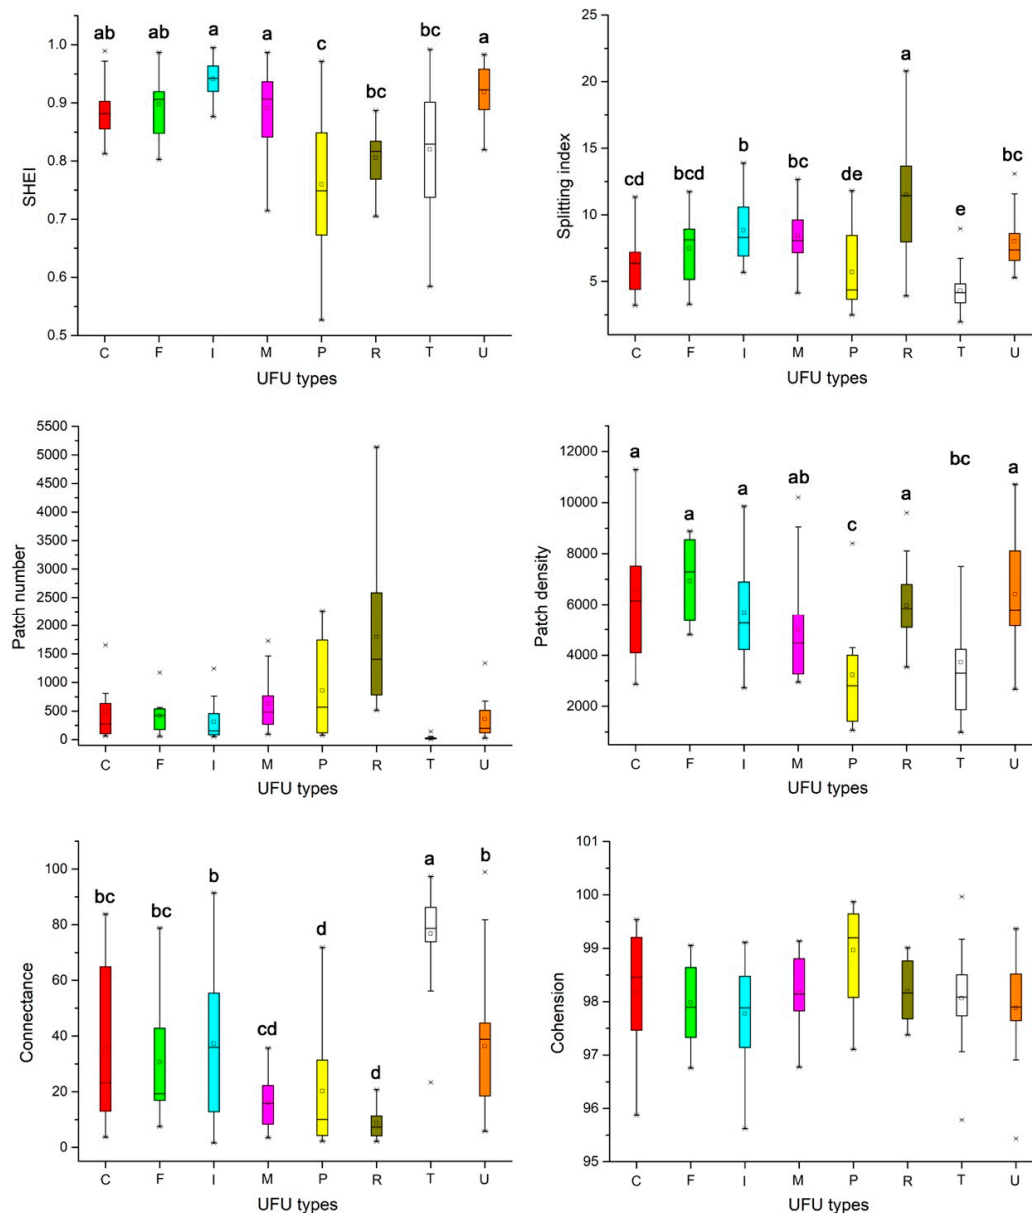 ab ab a a c bc bc a
1.0
0.9
0.8
0.7
0.6
0.5
SHEI
C F I M P R T U
UFU types
cd bcd b bc de a e bc
25
20
15
10
5
Splitting index
C F I M P R T U
UFU types
5500
5000
4500
4000
3500
3000
2500
2000
1500
1000
500
0
Patch number
C F I M P R T U
UFU types
a a a ab c a bc a
12000
10000
8000
6000
4000
2000
Patch density
C F I M P R T U
UFU types
bc bc b cd d d a b
100
80
60
40
20
0
Connectance
C F I M P R T U
UFU types
101
100
99
98
97
96
95
Cohension
C F I M P R T U
UFU types